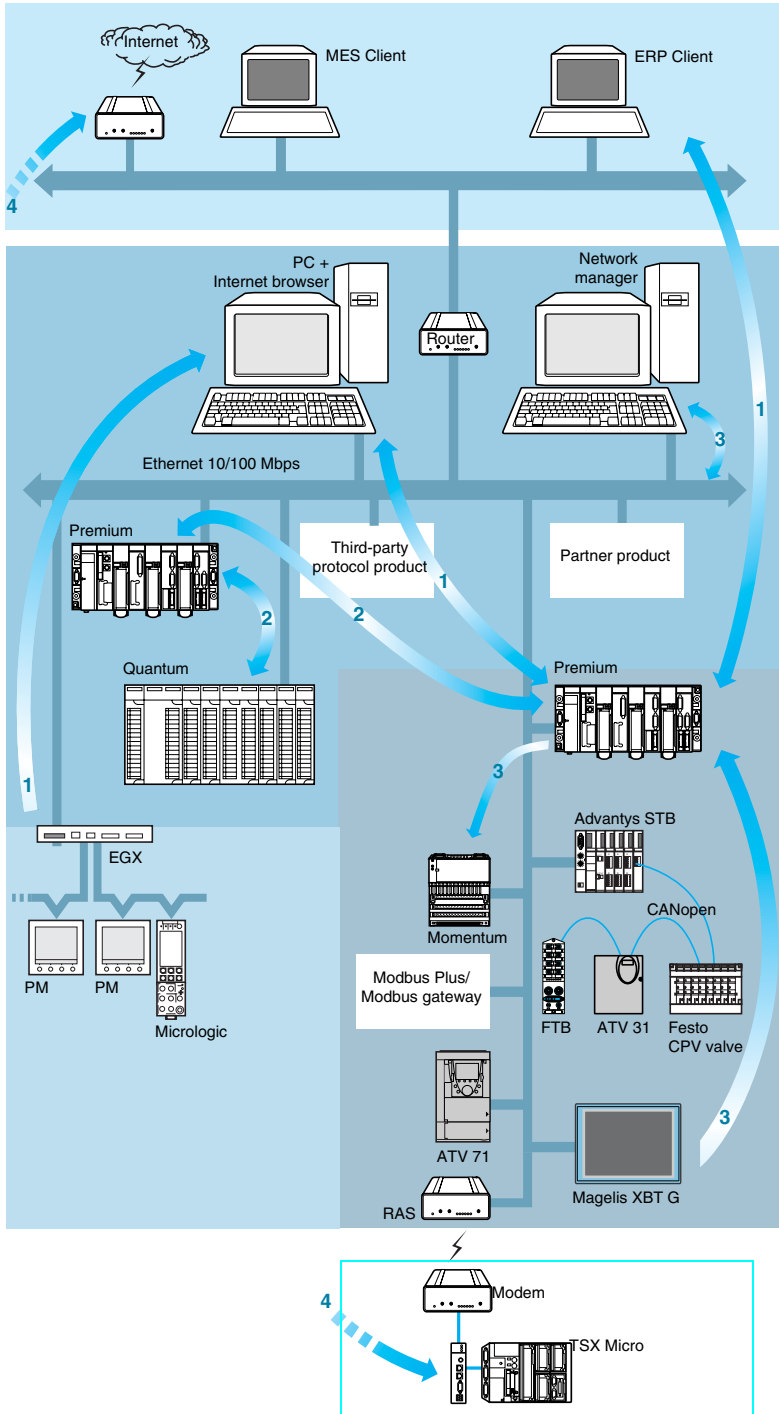 Internet
MES Client
ERP Client
4
PC +
Internet browser
Network
manager
Router
1
3
Ethernet 10/100 Mbps
Premium
Third-party
protocol product
Partner product
1
2
2
Quantum
Premium
1
3
EGX
Advantys STB
CANopen
Momentum
PM
PM
Micrologic
Modbus Plus/
Modbus gateway
FTB
ATV 31
Festo
CPV valve
3
ATV 71
Magelis XBT G
RAS
Modem
4
TSX Micro